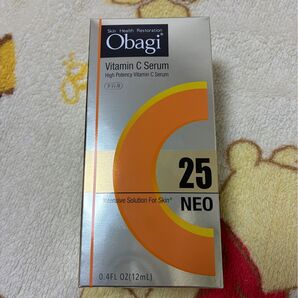 Skin Health Restoration
Obagi®
Vitamin C Serum
High Potency Vitamin C Serum
25
NEO
Intensive Solution For Skin®
0.4FL OZ(12mL)